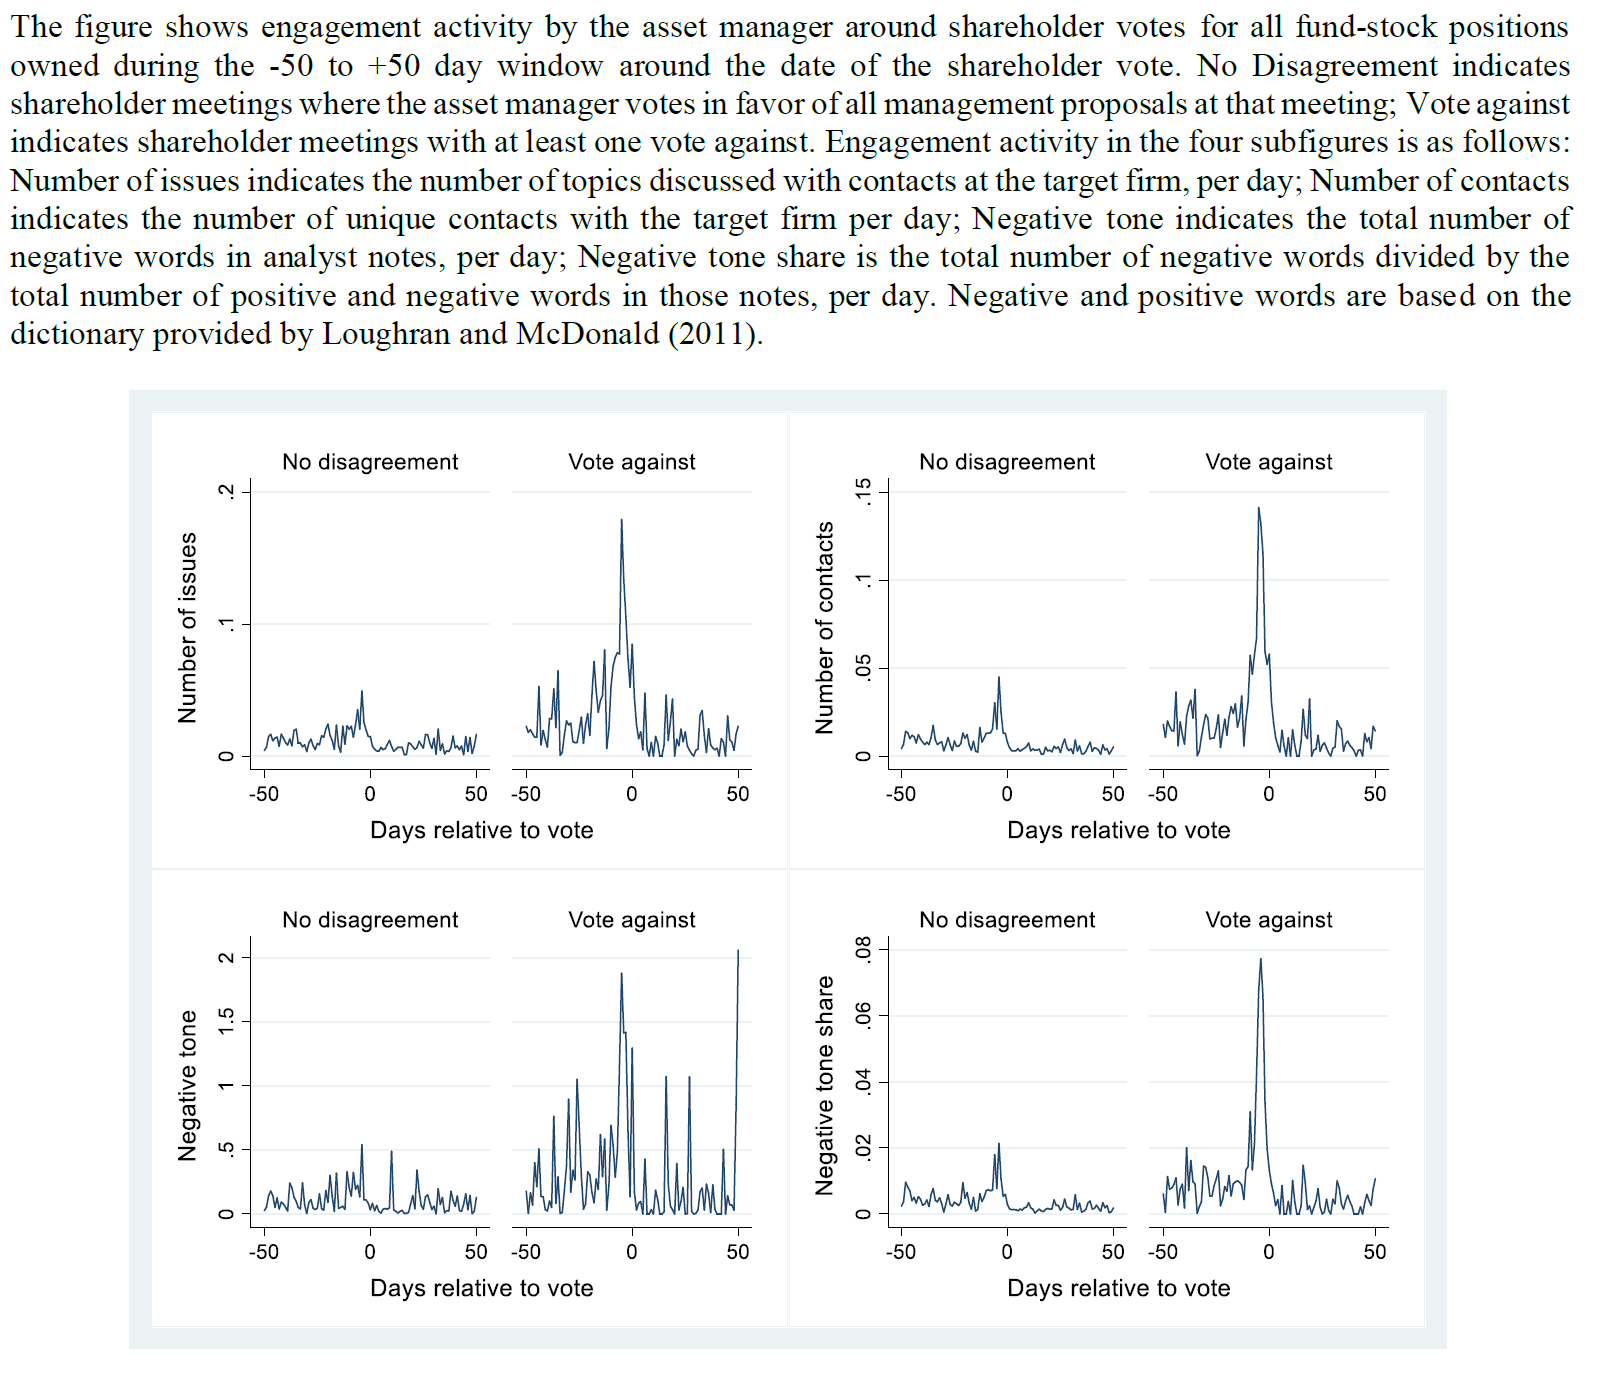 The figure shows engagement activity by the asset manager around shareholder votes for all fund-stock positions
owned during the -50 to +50 day window around the date of the shareholder vote. No Disagreement indicates
shareholder meetings where the asset manager votes in favor of all management proposals at that meeting; Vote against
indicates shareholder meetings with at least one vote against. Engagement activity in the four subfigures is as follows:
Number of issues indicates the number of topics discussed with contacts at the target firm, per day; Number of contacts
indicates the number of unique contacts with the target firm per day; Negative tone indicates the total number of
negative words in analyst notes, per day; Negative tone share is the total number of negative words divided by the
total number of positive and negative words in those notes, per day. Negative and positive words are based on the
dictionary provided by Loughran and McDonald (2011).
No disagreement Vote against
Number of issues
.2
.1
0
-50 0 50 -50 0 50
Days relative to vote
No disagreement Vote against
Number of contacts
.15
.1
.05
0
-50 0 50 -50 0 50
Days relative to vote
No disagreement Vote against
Negative tone
2
1.5
1
.5
0
-50 0 50 -50 0 50
Days relative to vote
No disagreement Vote against
Negative tone share
.08
.06
.04
.02
0
-50 0 50 -50 0 50
Days relative to vote